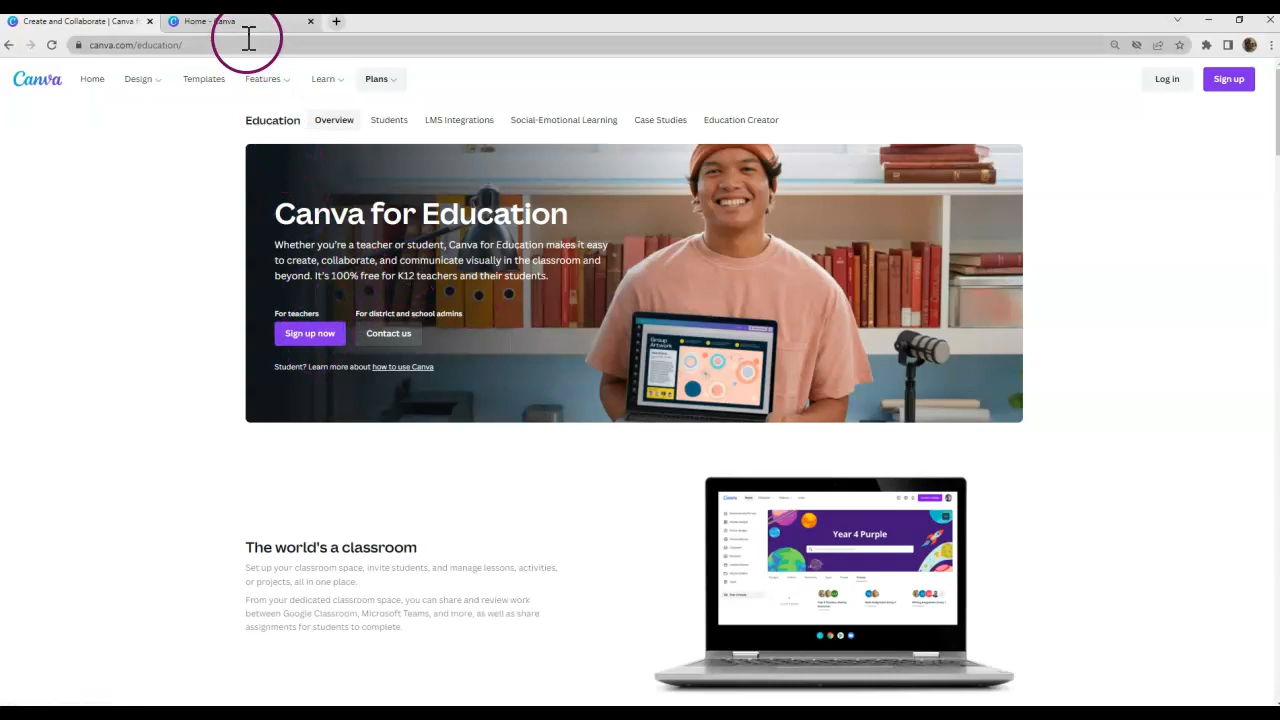 Create and Collaborate | Canva f
Home - Canva
canva.com/education/
Canva
Home
Design
Templates
Features
Learn
Plans
Log in
Sign up
Education
Overview
Students
LMS Integrations
Social-Emotional Learning
Case Studies
Education Creator
Canva for Education
Whether you're a teacher or student, Canva for Education makes it easy
to create, collaborate, and communicate visually in the classroom and
beyond. It's 100% free for K12 teachers and their students.
For teachers
For district and school admins
Sign up now
Contact us
Student? Learn more about how to use Canva
Group
Artwork
The world's a classroom
Set up your classroom space, invite students, and manage lessons, activities,
or projects, all in one place.
From your dedicated classroom space, you can share and review work
between Google Classroom, Microsoft Teams, and more, as well as share
assignments for students to complete.
Canva
Year 4 Purple